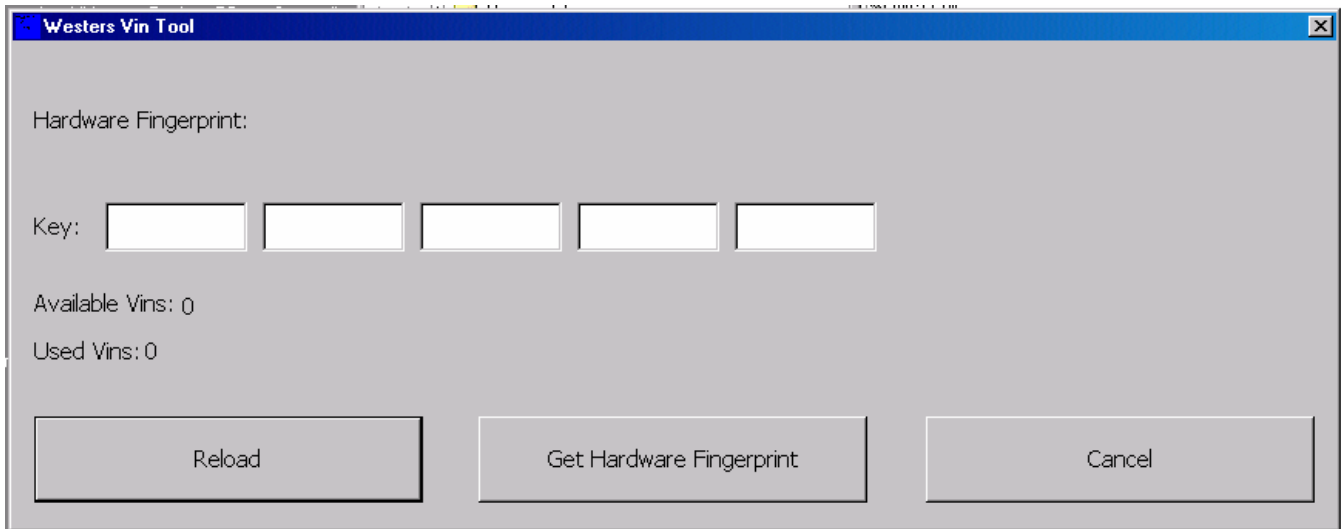 Westers Vin Tool
Hardware Fingerprint:
Key:
Available Vins: 0
Used Vins: 0
Reload Get Hardware Fingerprint Cancel